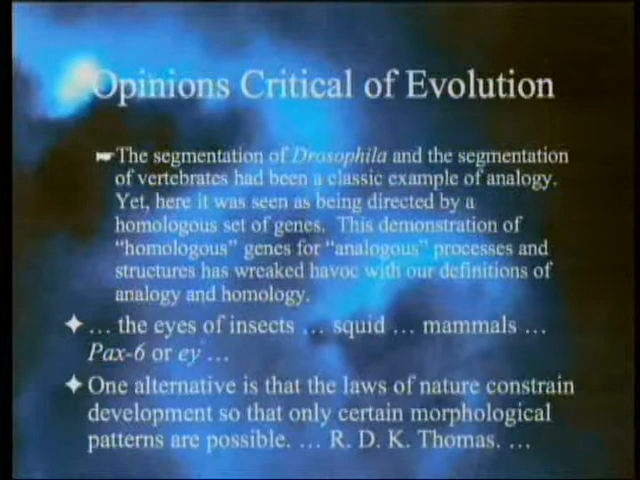 Opinions Critical of Evolution
The segmentation of Drosophila and the segmentation
of vertebrates had been a classic example of analogy.
Yet, here it was seen as being directed by a
homologous set of genes. This demonstration of
“homologous” genes for “analogous” processes and
structures has wreaked havoc with our definitions of
analogy and homology.
… the eyes of insects … squid … mammals …
Pax-6 or ey …
One alternative is that the laws of nature constrain
development so that only certain morphological
patterns are possible. … R. D. K. Thomas. …